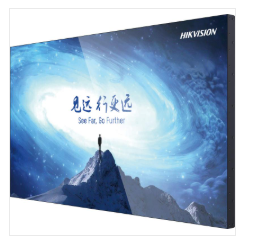 HIKVISION
见远 行更远
See Far, Go Further